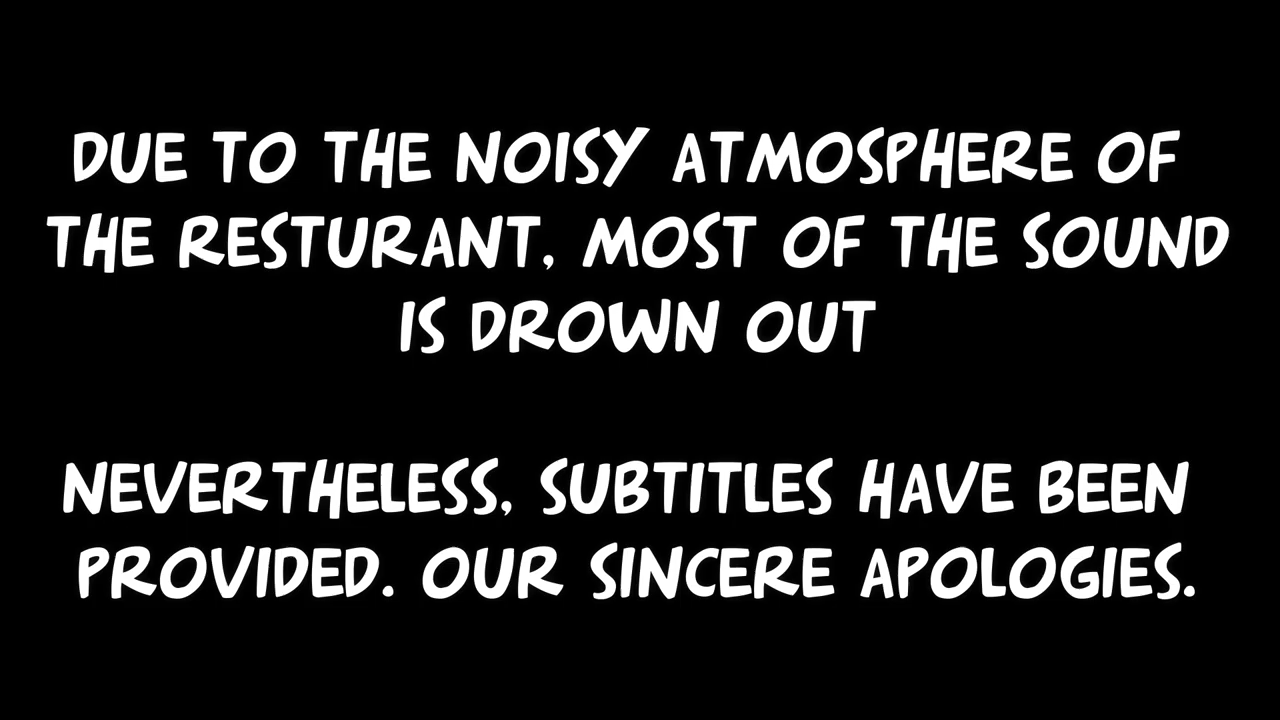 DUE TO THE NOISY ATMOSPHERE OF
THE RESTURANT, MOST OF THE SOUND
IS DROWN OUT
NEVERTHELESS, SUBTITLES HAVE BEEN
PROVIDED. OUR SINCERE APOLOGIES.